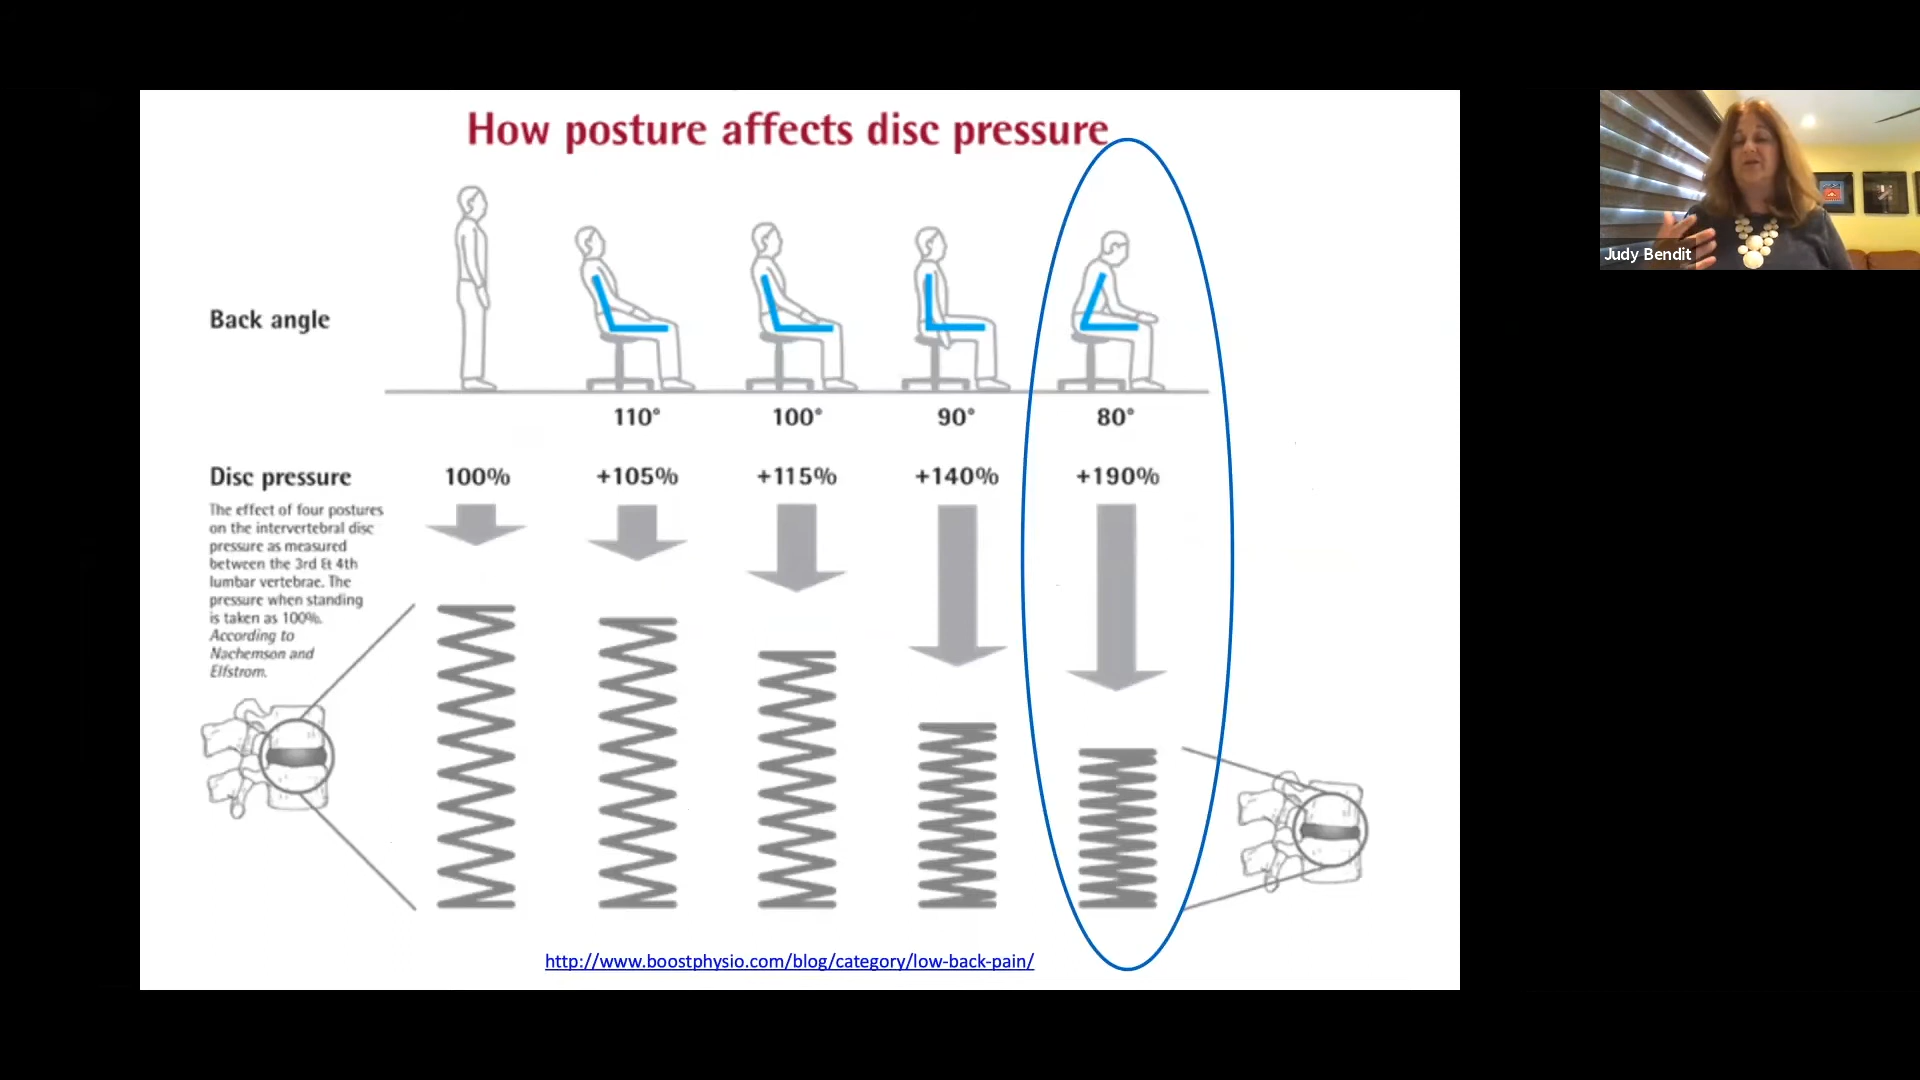 How posture affects disc pressure
Judy Bendit
Back angle
110° 100° 90° 80°
Disc pressure 100% +105% +115% +140% +190%
The effect of four postures
on the intervertebral disc
pressure as measured
between the 3rd & 4th
lumbar vertebrae. The
pressure when standing
is taken as 100%.
According to
Nachemson and
Elfstrom.
http://www.boostphysio.com/blog/category/low-back-pain/